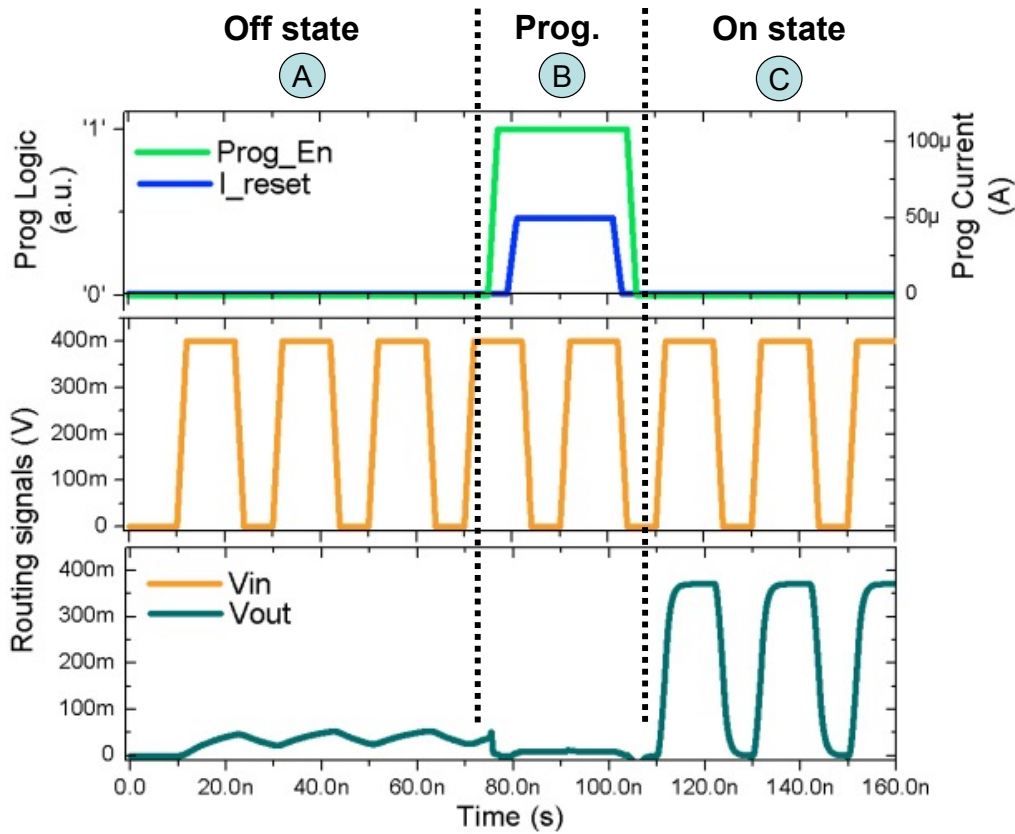 Off state Prog. On state
A B C
Prog Logic
(a.u.)
'1'
'0'
Prog_En
I_reset
100µ
50µ
0
Prog Current
(A)
Routing signals (V)
400m
300m
200m
100m
0
400m
300m
200m
100m
0
Vin
Vout
0.0 20.0n 40.0n 60.0n 80.0n 100.0n 120.0n 140.0n 160.0n
Time (s)